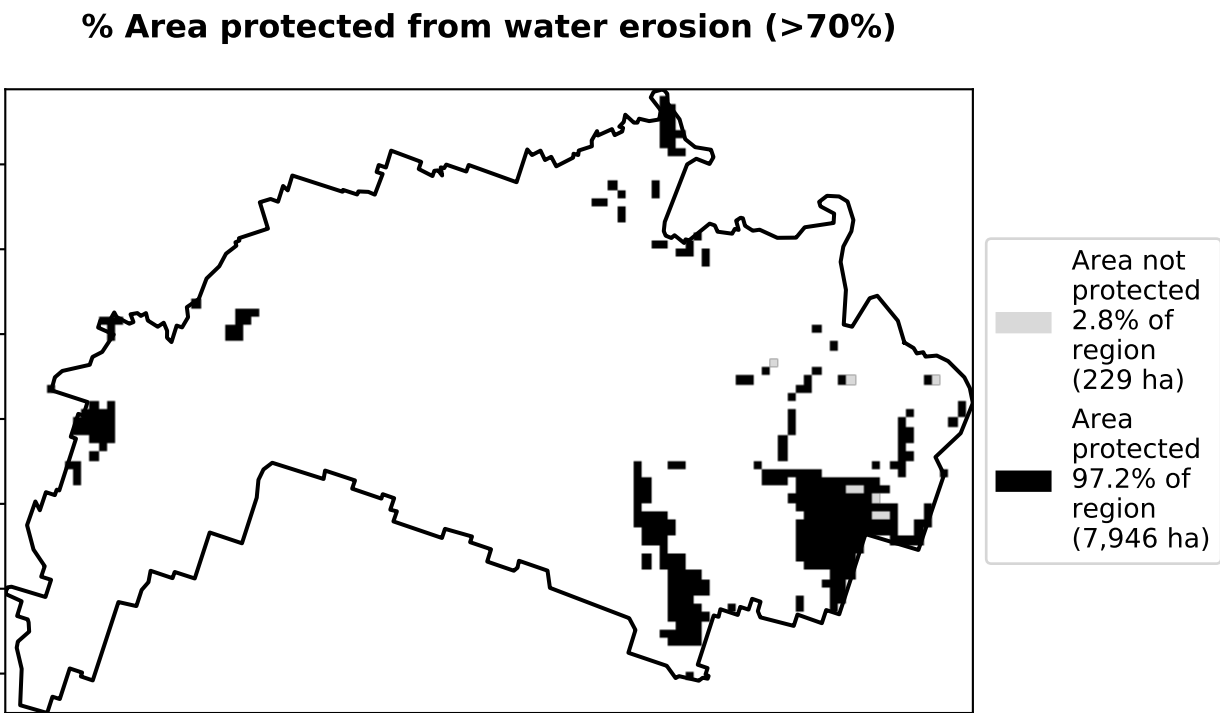 % Area protected from water erosion (>70%)
Area not
protected
2.8% of
region
(229 ha)
Area
protected
97.2% of
region
(7,946 ha)